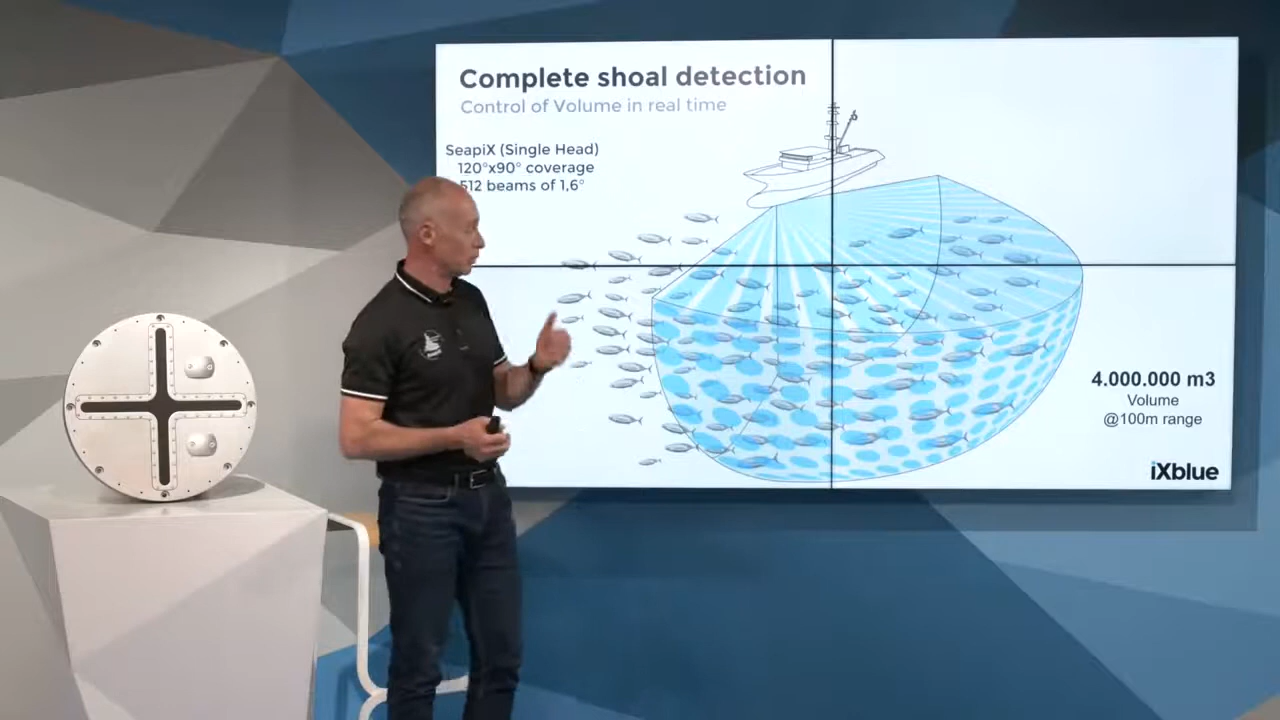 Complete shoal detection
Control of Volume in real time
SeapiX (Single Head)
120°x90° coverage
512 beams of 1,6°
4.000.000 m3
Volume
@100m range
iXblue